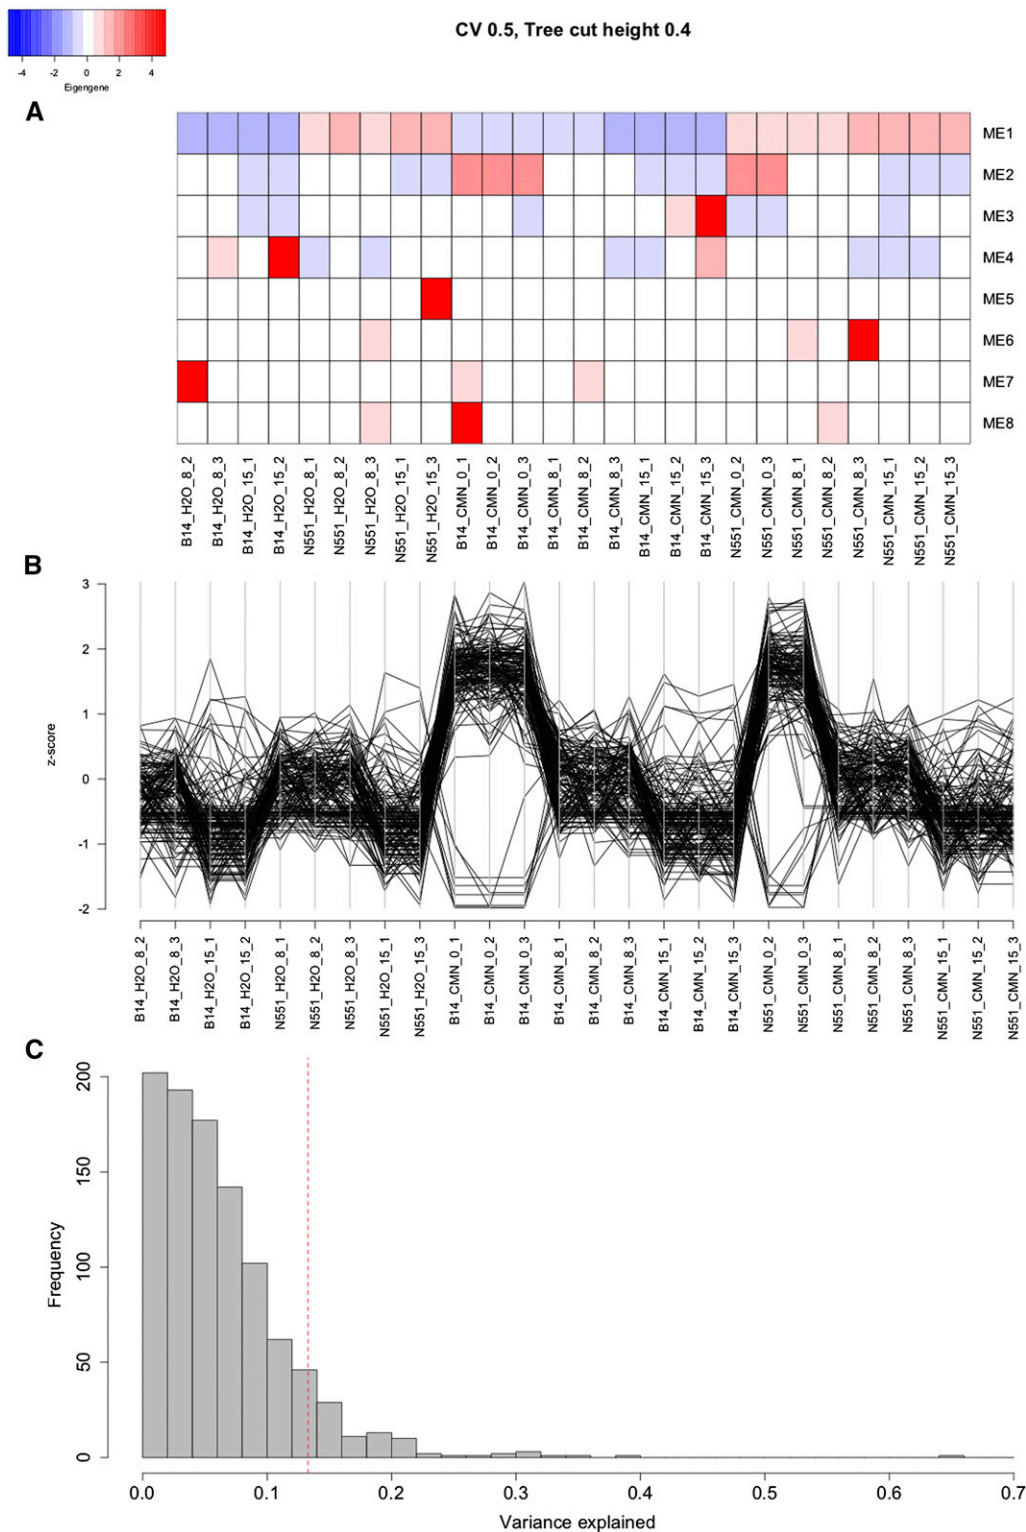 CV 0.5, Tree cut height 0.4
-4 -2 0 2 4
Eigengene
A
ME1
ME2
ME3
ME4
ME5
ME6
ME7
ME8
B14_H2O_8_2
B14_H2O_8_3
B14_H2O_15_1
B14_H2O_15_2
N551_H2O_8_1
N551_H2O_8_2
N551_H2O_8_3
N551_H2O_15_1
N551_H2O_15_3
B14_CMN_0_1
B14_CMN_0_2
B14_CMN_0_3
B14_CMN_8_1
B14_CMN_8_2
B14_CMN_8_3
B14_CMN_15_1
B14_CMN_15_2
B14_CMN_15_3
N551_CMN_0_2
N551_CMN_0_3
N551_CMN_8_1
N551_CMN_8_2
N551_CMN_8_3
N551_CMN_15_1
N551_CMN_15_2
N551_CMN_15_3
B
z-score
3
2
1
0
-1
-2
B14_H2O_8_2
B14_H2O_8_3
B14_H2O_15_1
B14_H2O_15_2
N551_H2O_8_1
N551_H2O_8_2
N551_H2O_8_3
N551_H2O_15_1
N551_H2O_15_3
B14_CMN_0_1
B14_CMN_0_2
B14_CMN_0_3
B14_CMN_8_1
B14_CMN_8_2
B14_CMN_8_3
B14_CMN_15_1
B14_CMN_15_2
B14_CMN_15_3
N551_CMN_0_2
N551_CMN_0_3
N551_CMN_8_1
N551_CMN_8_2
N551_CMN_8_3
N551_CMN_15_1
N551_CMN_15_2
N551_CMN_15_3
C
Frequency
200
150
100
50
0
0.0 0.1 0.2 0.3 0.4 0.5 0.6 0.7
Variance explained